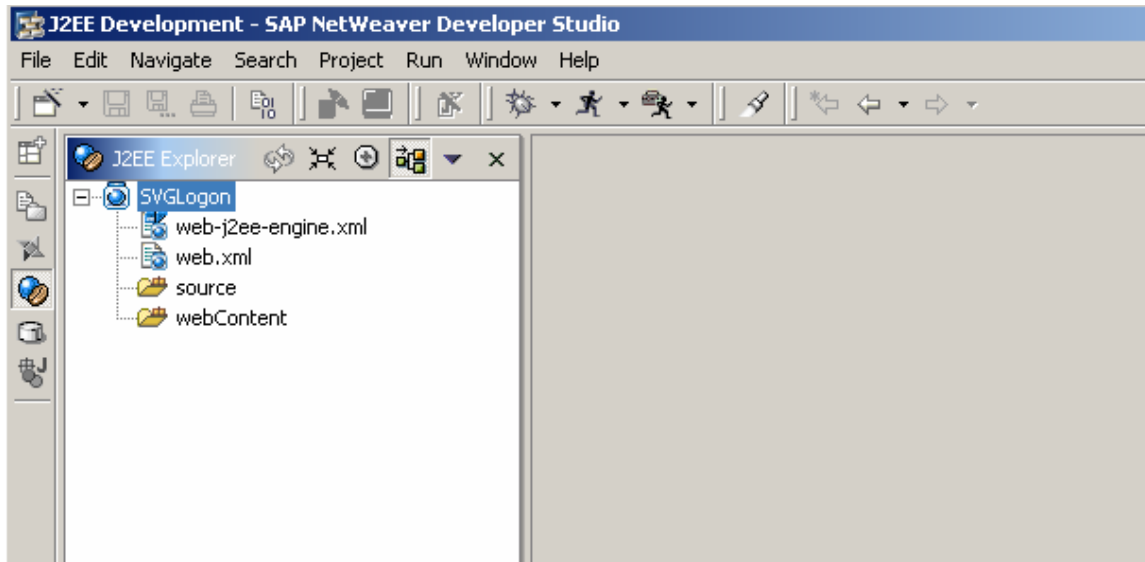 J2EE Development - SAP NetWeaver Developer Studio
File Edit Navigate Search Project Run Window Help
J2EE Explorer
SVGLogon
web-j2ee-engine.xml
web.xml
source
webContent